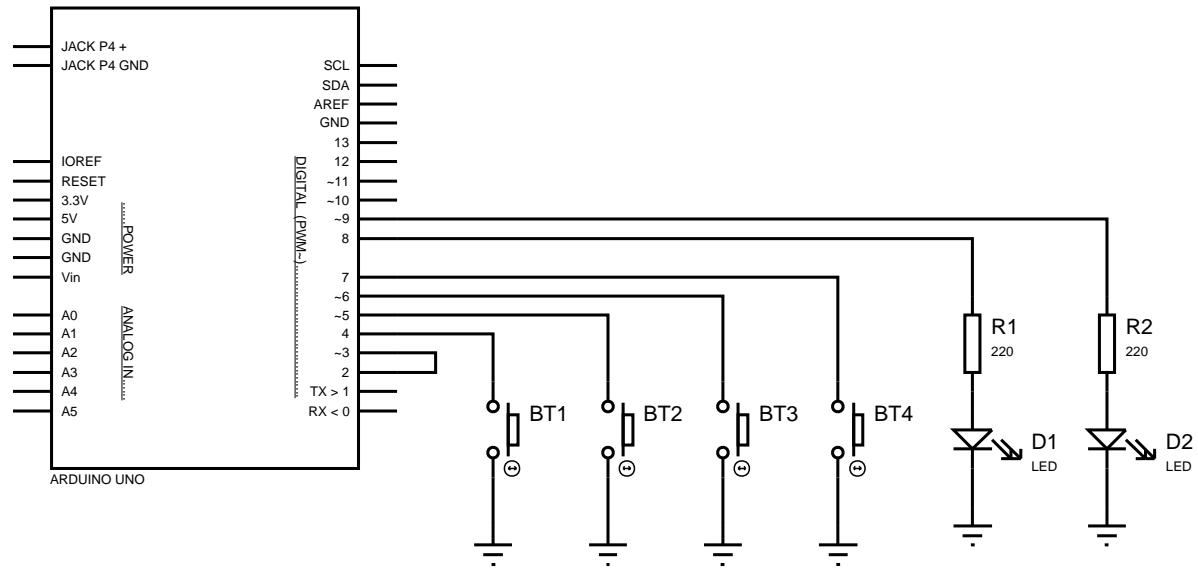 JACK P4 +
JACK P4 GND
IOREF
RESET
3.3V
5V
GND
GND
Vin
POWER
A0
A1
A2
A3
A4
A5
ANALOG IN
SCL
SDA
AREF
GND
13
12
~11
~10
~9
8
7
~6
~5
4
~3
2
TX > 1
RX < 0
DIGITAL (PWM~)
ARDUINO UNO
BT1
BT2
BT3
BT4
R1
220
R2
220
D1
LED
D2
LED